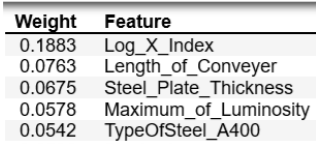 Weight Feature
0.1883 Log_X_Index
0.0763 Length_of_Conveyer
0.0675 Steel_Plate_Thickness
0.0578 Maximum_of_Luminosity
0.0542 TypeOfSteel_A400